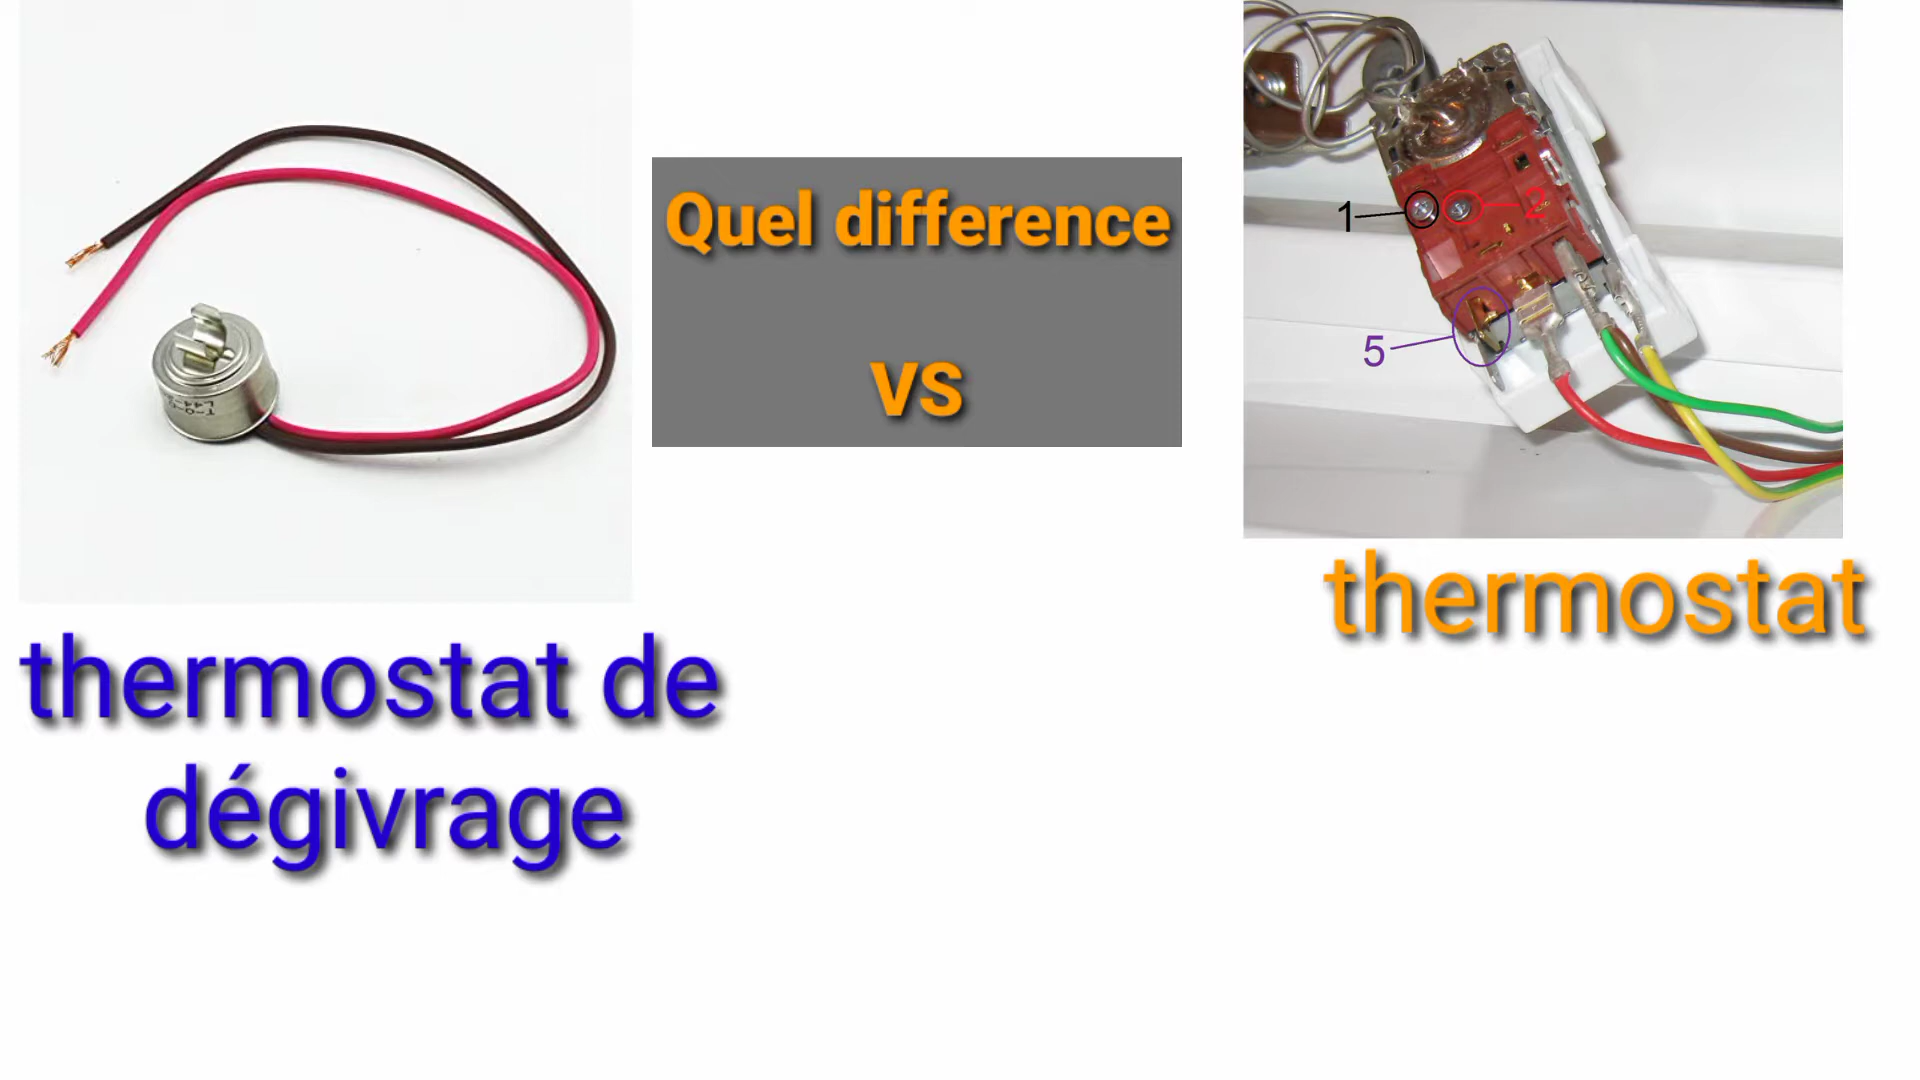 Quel difference
VS
1
2
5
thermostat
thermostat de
dégivrage